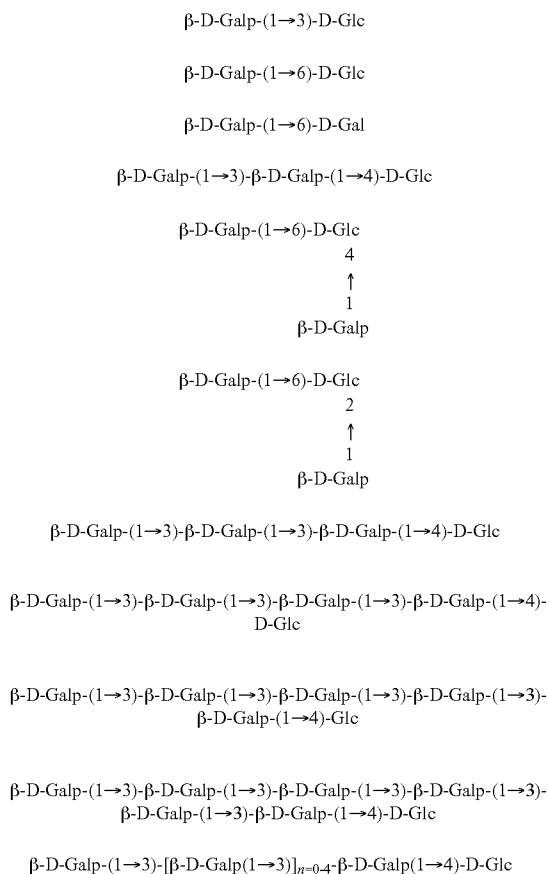 β-D-Galp-(1→3)-D-Glc
β-D-Galp-(1→6)-D-Glc
β-D-Galp-(1→6)-D-Gal
β-D-Galp-(1→3)-β-D-Galp-(1→4)-D-Glc
β-D-Galp-(1→6)-D-Glc
4
↑
1
β-D-Galp
β-D-Galp-(1→6)-D-Glc
2
↑
1
β-D-Galp
β-D-Galp-(1→3)-β-D-Galp-(1→3)-β-D-Galp-(1→4)-D-Glc
β-D-Galp-(1→3)-β-D-Galp-(1→3)-β-D-Galp-(1→3)-β-D-Galp-(1→4)-
D-Glc
β-D-Galp-(1→3)-β-D-Galp-(1→3)-β-D-Galp-(1→3)-β-D-Galp-(1→3)-
β-D-Galp-(1→4)-Glc
β-D-Galp-(1→3)-β-D-Galp-(1→3)-β-D-Galp-(1→3)-β-D-Galp-(1→3)-
β-D-Galp-(1→3)-β-D-Galp-(1→4)-D-Glc
β-D-Galp-(1→3)-[β-D-Galp(1→3)]n=0-4-β-D-Galp(1→4)-D-Glc